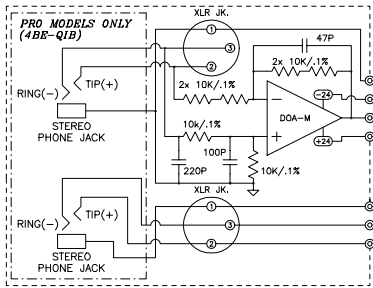 PRO MODELS ONLY
(4BE-QIB)
XLR JK.
1
3
2
TIP(+)
RING(-)
STEREO
PHONE JACK
47P
2x 10K/.1%
2x 10K/.1%
-24
DOA-M
+24
10k/.1%
100P
220P
10K/.1%
XLR JK.
1
3
2
TIP(+)
RING(-)
STEREO
PHONE JACK